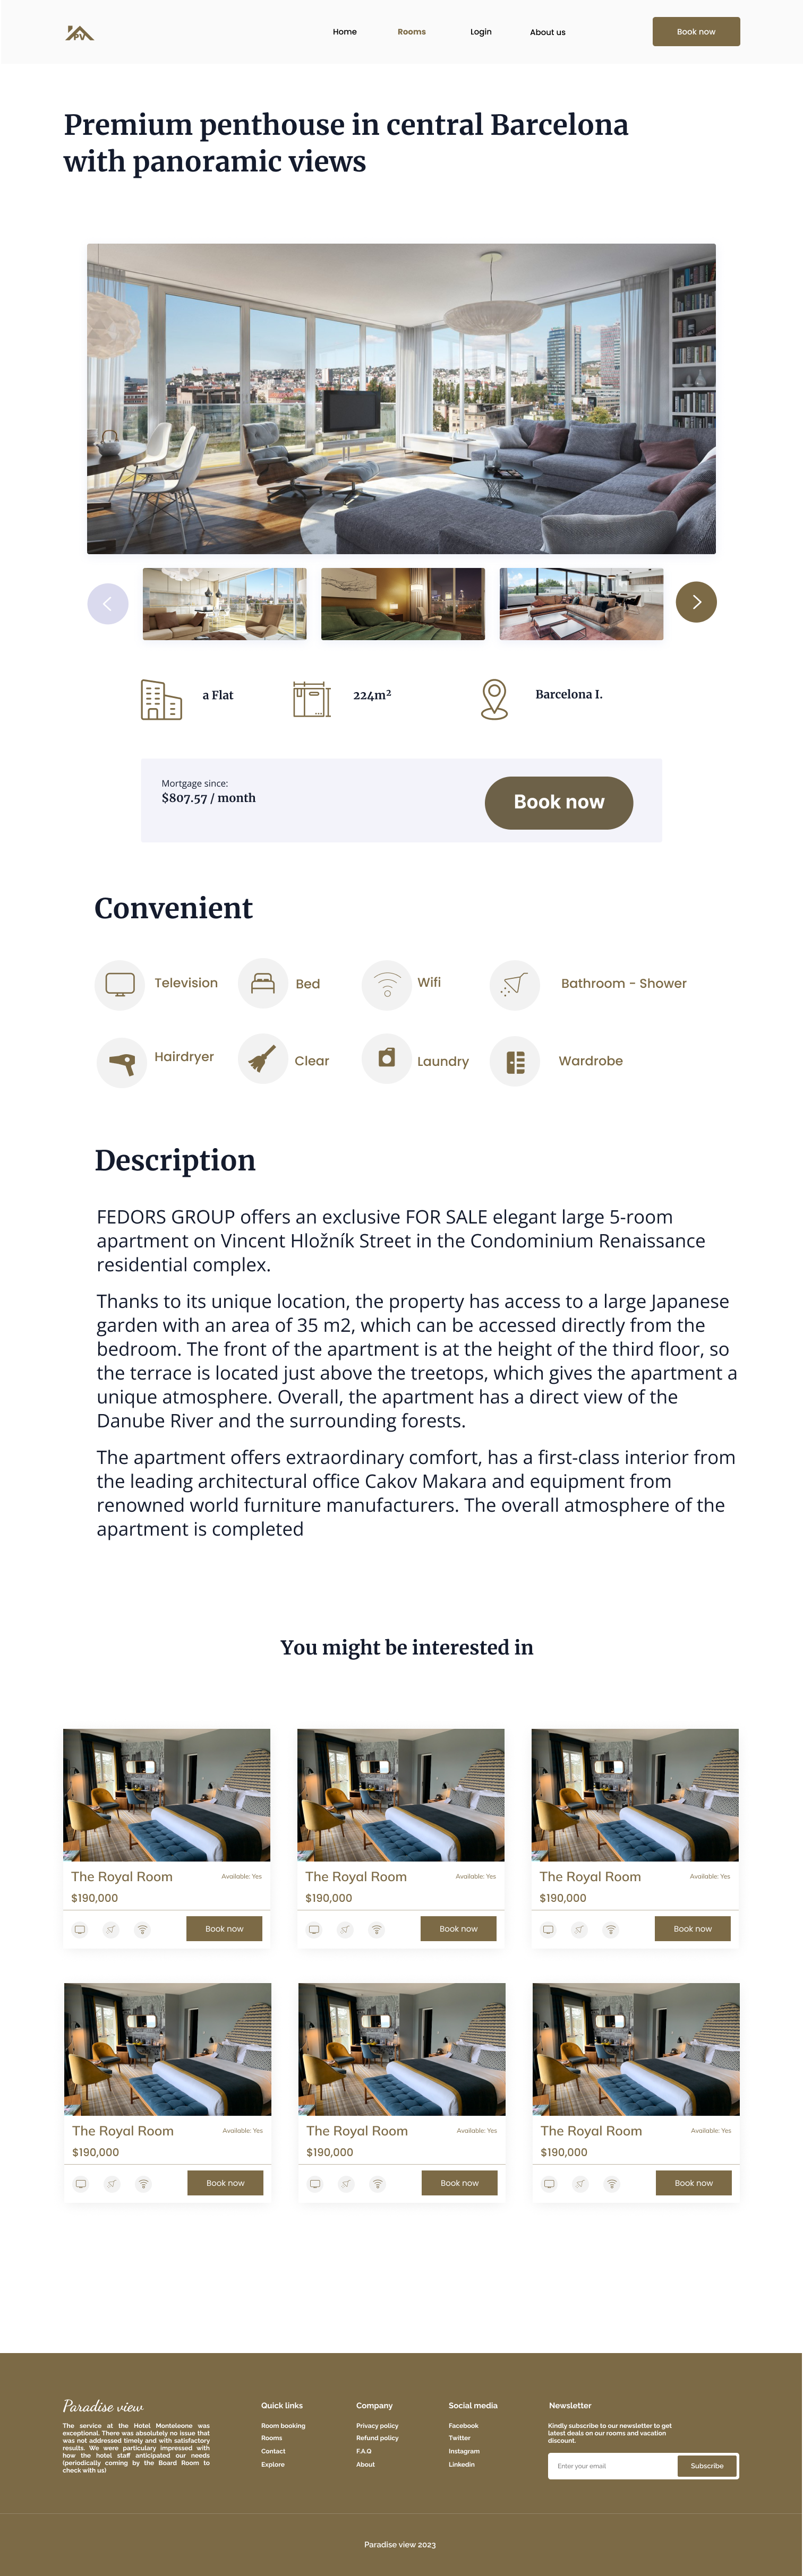 PV
Home
Rooms
Login
About us
Book now
Premium penthouse in central Barcelona
with panoramic views
a Flat
224m²
Barcelona I.
Mortgage since:
$807.57 / month
Book now
Convenient
Television
Bed
Wifi
Bathroom - Shower
Hairdryer
Clear
Laundry
Wardrobe
Description
FEDORS GROUP offers an exclusive FOR SALE elegant large 5-room
apartment on Vincent Hložník Street in the Condominium Renaissance
residential complex.
Thanks to its unique location, the property has access to a large Japanese
garden with an area of 35 m2, which can be accessed directly from the
bedroom. The front of the apartment is at the height of the third floor, so
the terrace is located just above the treetops, which gives the apartment a
unique atmosphere. Overall, the apartment has a direct view of the
Danube River and the surrounding forests.
The apartment offers extraordinary comfort, has a first-class interior from
the leading architectural office Cakov Makara and equipment from
renowned world furniture manufacturers. The overall atmosphere of the
apartment is completed
You might be interested in
The Royal Room
Available: Yes
$190,000
Book now
The Royal Room
Available: Yes
$190,000
Book now
The Royal Room
Available: Yes
$190,000
Book now
The Royal Room
Available: Yes
$190,000
Book now
The Royal Room
Available: Yes
$190,000
Book now
The Royal Room
Available: Yes
$190,000
Book now
Paradise view
The service at the Hotel Monteleone was
exceptional. There was absolutely no issue that
was not addressed timely and with satisfactory
results. We were particulary impressed with
how the hotel staff anticipated our needs
(periodically coming by the Board Room to
check with us)
Quick links
Room booking
Rooms
Contact
Explore
Company
Privacy policy
Refund policy
F.A.Q
About
Social media
Facebook
Twitter
Instagram
Linkedin
Newsletter
Kindly subscribe to our newsletter to get
latest deals on our rooms and vacation
discount.
Enter your email
Subscribe
Paradise view 2023